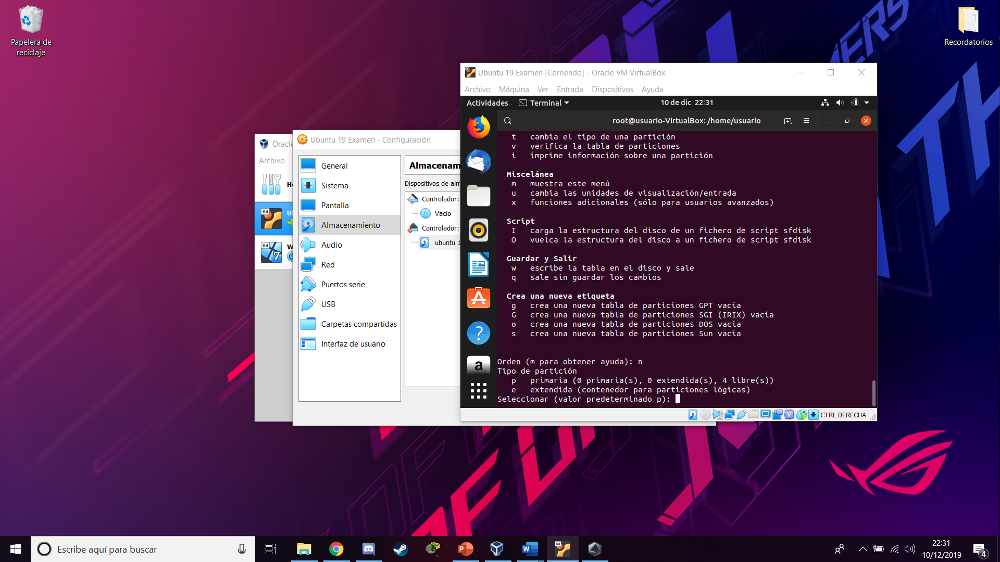 Papelera de
reciclaje
Recordatorios
Ubuntu 19 Examen [Corriendo] - Oracle VM VirtualBox
Archivo Máquina Ver Entrada Dispositivos Ayuda
Actividades Terminal 10 de dic 22:31
root@usuario-VirtualBox: /home/usuario
t cambia el tipo de una partición
v verifica la tabla de particiones
i imprime información sobre una partición
Miscelánea
m muestra este menú
u cambia las unidades de visualización/entrada
x funciones adicionales (sólo para usuarios avanzados)
Script
I carga la estructura del disco de un fichero de script sfdisk
O vuelca la estructura del disco a un fichero de script sfdisk
Guardar y Salir
w escribe la tabla en el disco y sale
q sale sin guardar los cambios
Crea una nueva etiqueta
g crea una nueva tabla de particiones GPT vacía
G crea una nueva tabla de particiones SGI (IRIX) vacía
o crea una nueva tabla de particiones DOS vacía
s crea una nueva tabla de particiones Sun vacía
Orden (m para obtener ayuda): n
Tipo de partición
p primaria (0 primaria(s), 0 extendida(s), 4 libre(s))
e extendida (contenedor para particiones lógicas)
Seleccionar (valor predeterminado p):
CTRL DERECHA
Ubuntu 19 Examen - Configuración
General
Sistema
Pantalla
Almacenamiento
Audio
Red
Puertos serie
USB
Carpetas compartidas
Interfaz de usuario
Almacenam
Dispositivos de alm
Controlador:
Vacío
Controlador:
ubuntu 1
Oracle
Archivo
64
64
7
Escribe aquí para buscar
22:31
10/12/2019
4